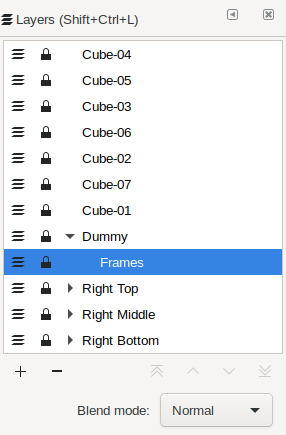 Layers (Shift+Ctrl+L)
Cube-04
Cube-05
Cube-03
Cube-06
Cube-02
Cube-07
Cube-01
Dummy
Frames
Right Top
Right Middle
Right Bottom
Blend mode: Normal